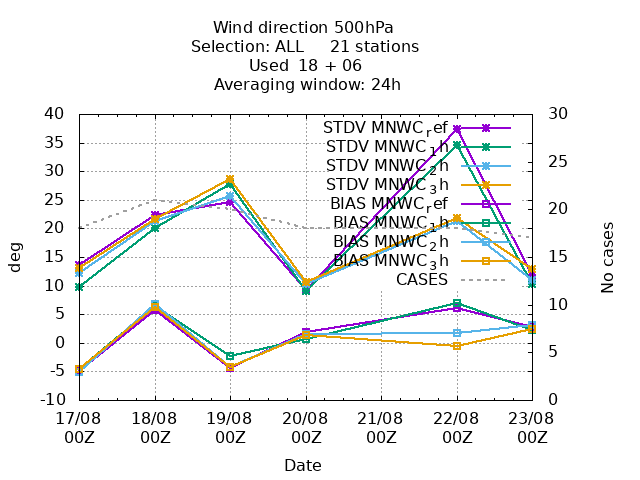 Wind direction 500hPa
Selection: ALL 21 stations
Used 18 + 06
Averaging window: 24h
40
35
30
25
20
15
10
5
0
-5
-10
deg
30
25
20
15
10
5
0
No cases
STDV MNWC_ref
STDV MNWC_1h
STDV MNWC_2h
STDV MNWC_3h
BIAS MNWC_ref
BIAS MNWC_1h
BIAS MNWC_2h
BIAS MNWC_3h
CASES
17/08 18/08 19/08 20/08 21/08 22/08 23/08
00Z 00Z 00Z 00Z 00Z 00Z 00Z
Date